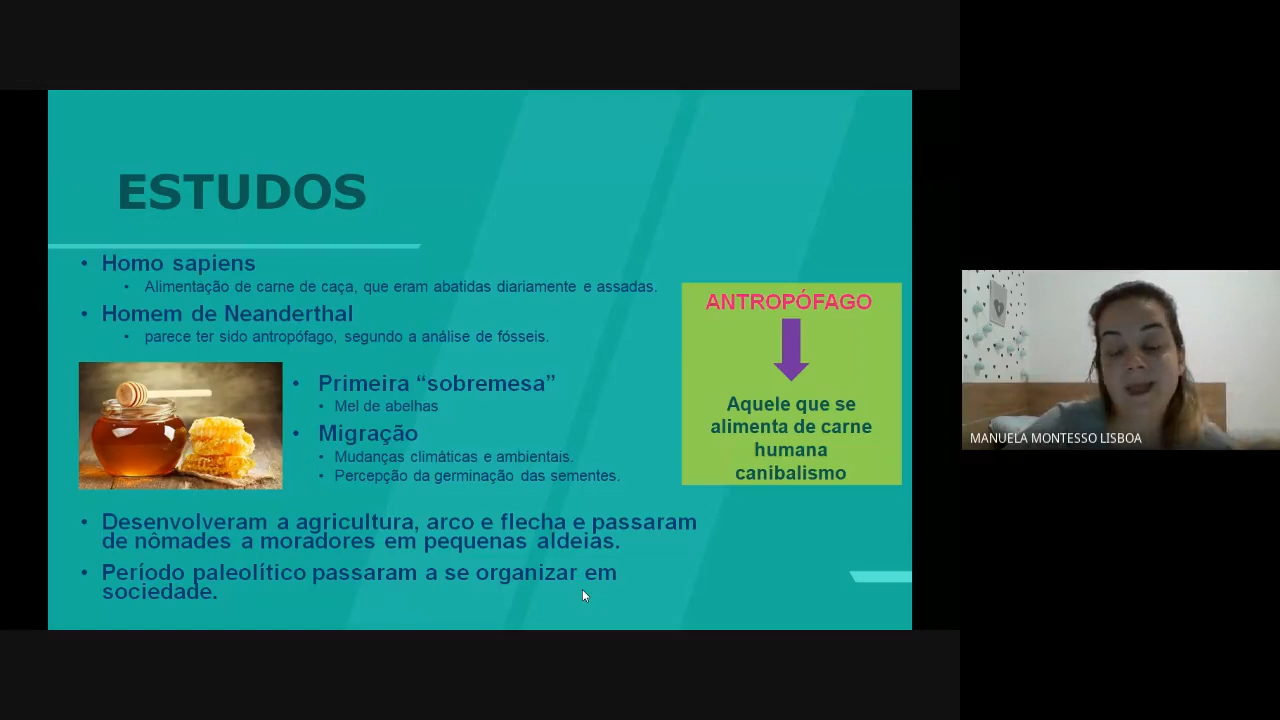 ESTUDOS
• Homo sapiens
• Alimentação de carne de caça, que eram abatidas diariamente e assadas.
• Homem de Neanderthal
• parece ter sido antropófago, segundo a análise de fósseis.
• Primeira “sobremesa”
• Mel de abelhas
• Migração
• Mudanças climáticas e ambientais.
• Percepção da germinação das sementes.
• Desenvolveram a agricultura, arco e flecha e passaram
de nômades a moradores em pequenas aldeias.
• Período paleolítico passaram a se organizar em
sociedade.
ANTROPÓFAGO
Aquele que se
alimenta de carne
humana
canibalismo
MANUELA MONTESSO LISBOA